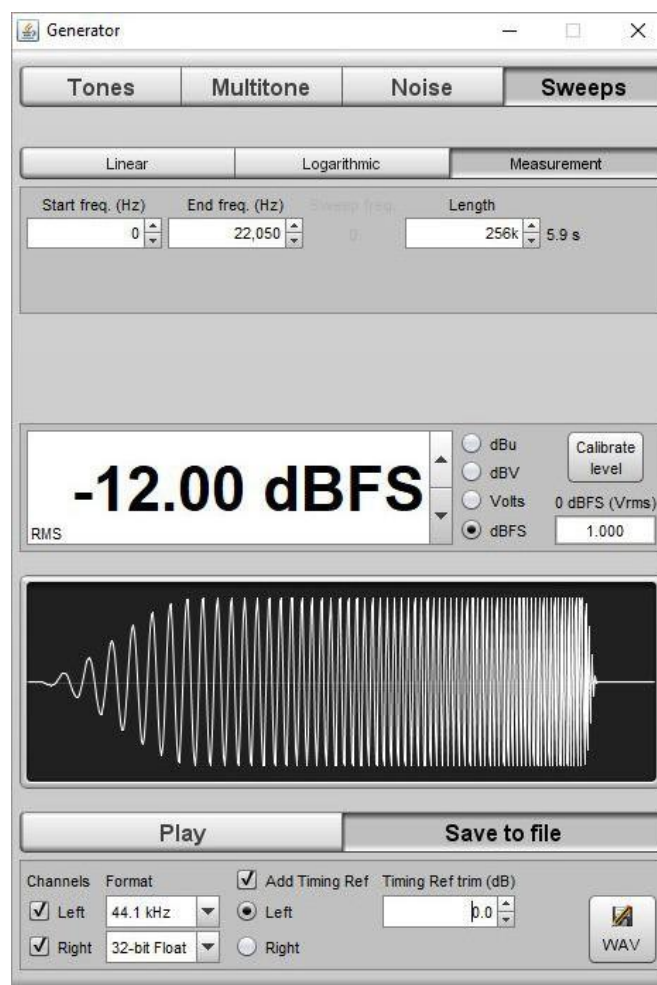 Generator
Tones Multitone Noise Sweeps
Linear Logarithmic Measurement
Start freq. (Hz) End freq. (Hz) Sweep freq. Length
0 22,050 0 256k 5.9 s
-12.00 dBFS
RMS
dBu
dBV
Volts
dBFS
Calibrate
level
0 dBFS (Vrms)
1.000
Play Save to file
Channels Format Add Timing Ref Timing Ref trim (dB)
Left 44.1 kHz Left 0.0
Right 32-bit Float Right
WAV